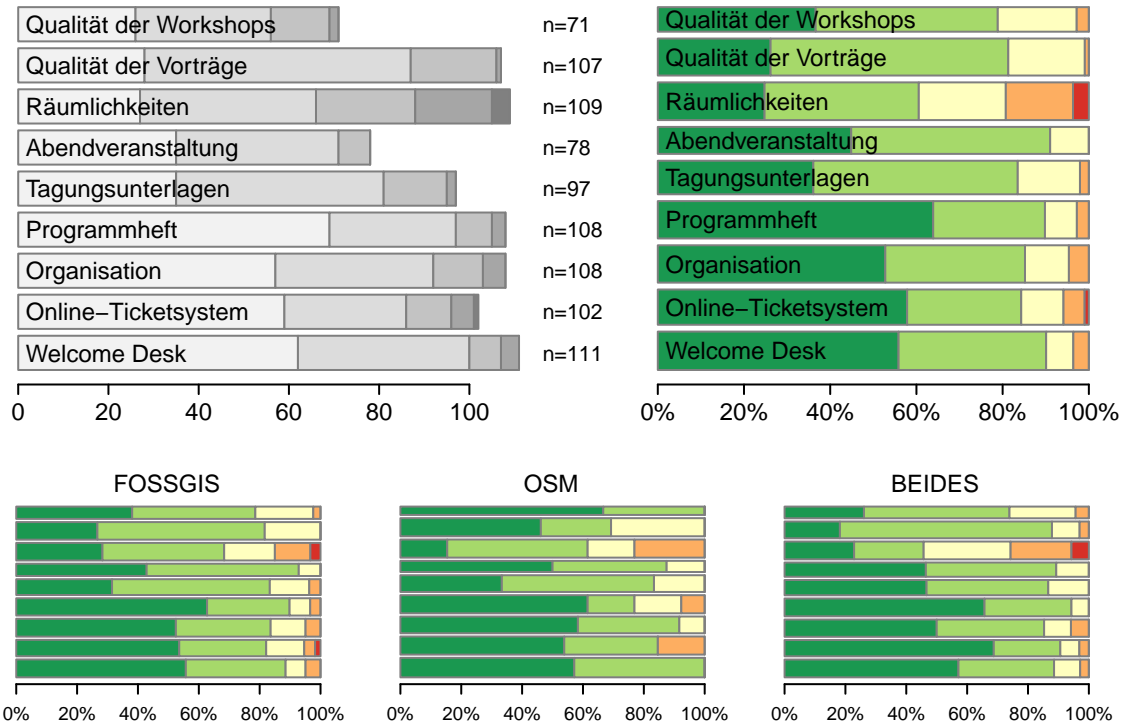 Qualität der Workshops n=71
Qualität der Vorträge n=107
Räumlichkeiten n=109
Abendveranstaltung n=78
Tagungsunterlagen n=97
Programmheft n=108
Organisation n=108
Online−Ticketsystem n=102
Welcome Desk n=111
0 20 40 60 80 100
Qualität der Workshops
Qualität der Vorträge
Räumlichkeiten
Abendveranstaltung
Tagungsunterlagen
Programmheft
Organisation
Online−Ticketsystem
Welcome Desk
0% 20% 40% 60% 80% 100%
FOSSGIS
0% 20% 40% 60% 80% 100%
OSM
0% 20% 40% 60% 80% 100%
BEIDES
0% 20% 40% 60% 80% 100%